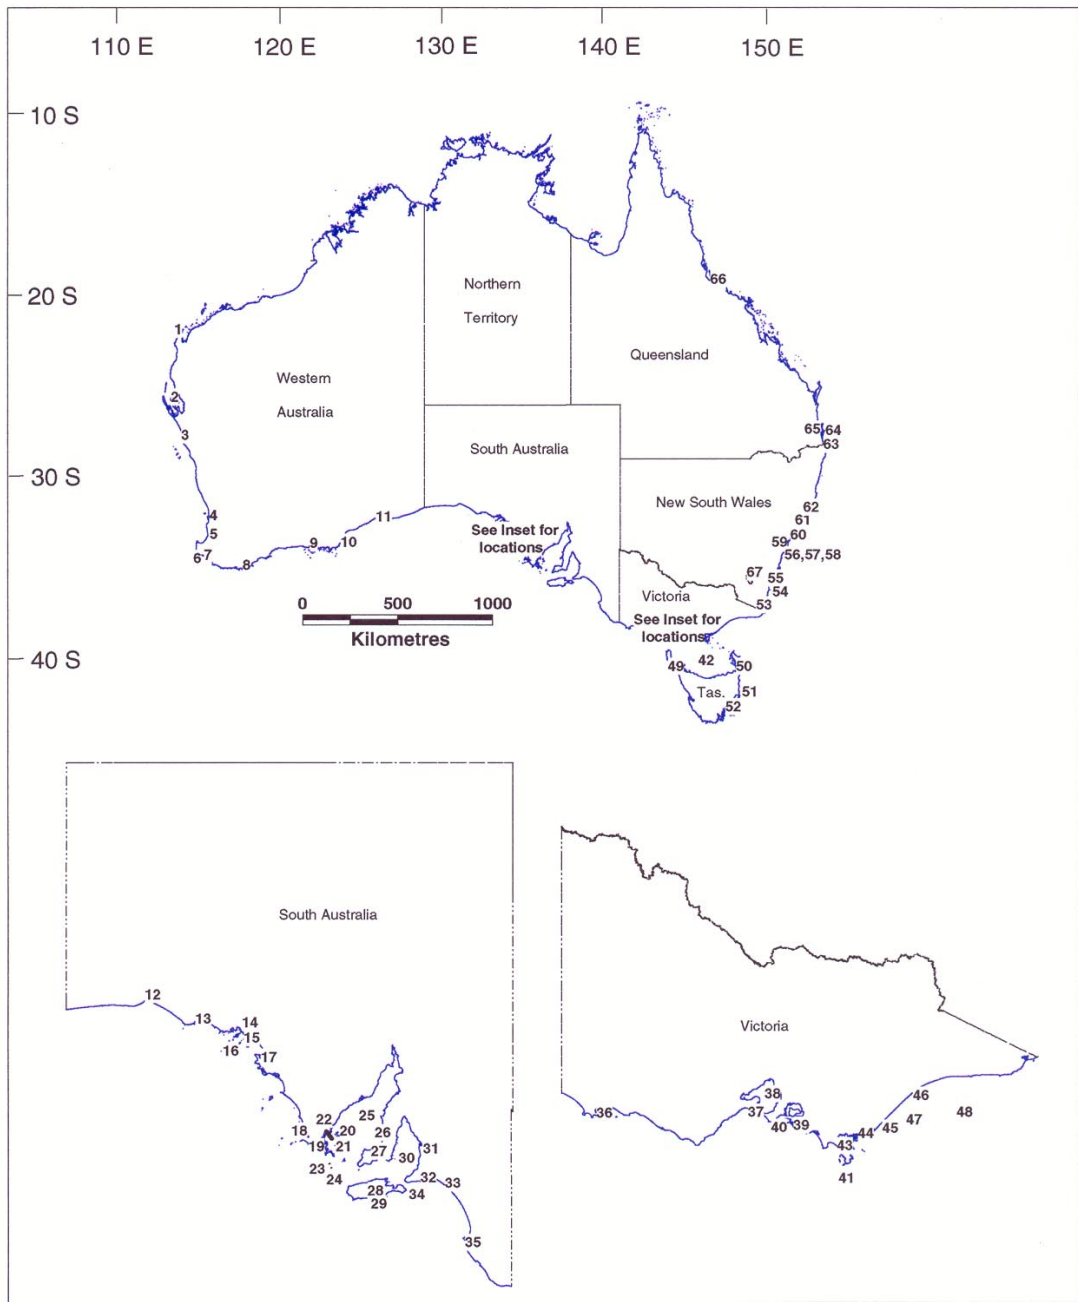 110 E 120 E 130 E 140 E 150 E
10 S
20 S
30 S
40 S
66
Northern
Territory
Queensland
1
Western
Australia
2
3
65 64
63
South Australia
New South Wales
62
61
60
59
56,57,58
4
5
6 7
8
9
10
11
See Inset for
locations
67
55
54
53
Victoria
See Inset for
locations
0 500 1000
Kilometres
42
49
50
Tas.
51
52
South Australia
12
13
14
15
16
17
18
19
20
21
22
23
24
25
26
27
28
29
30
31
32
33
34
35
Victoria
36
37
38
39
40
41
43
44
45
46
47
48